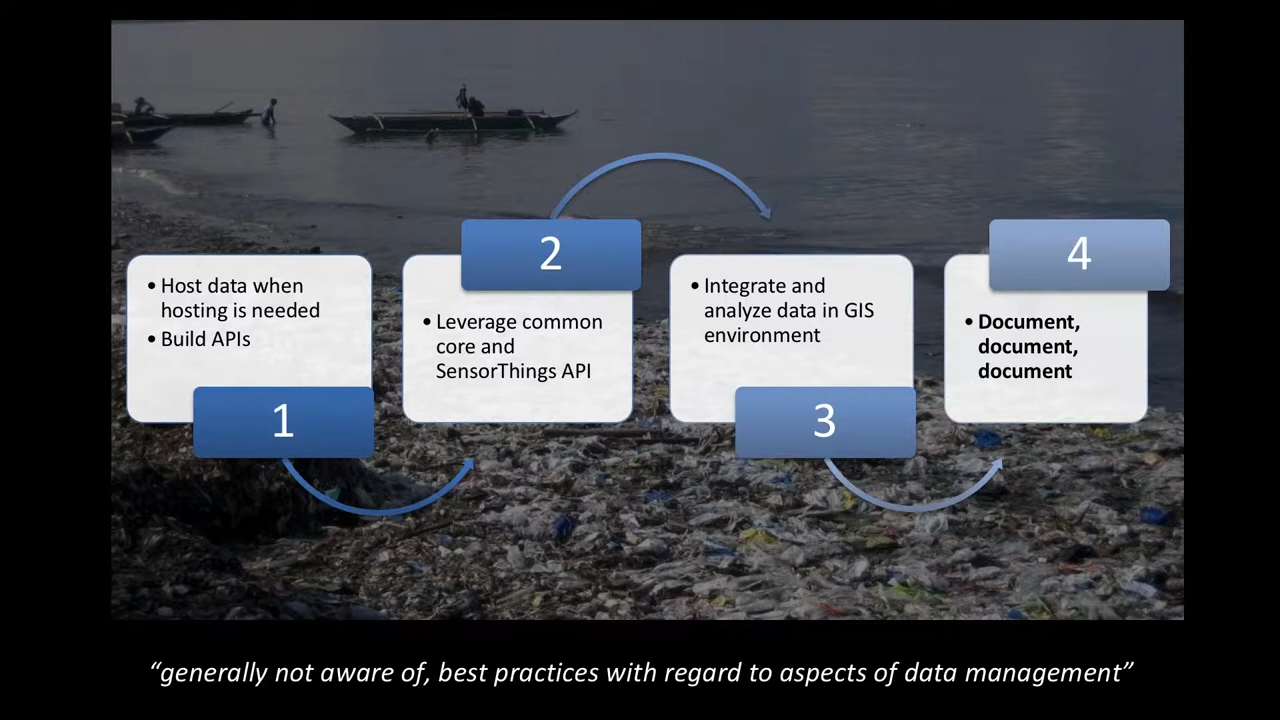 • Host data when
hosting is needed
• Build APIs
1
2
• Leverage common
core and
SensorThings API
• Integrate and
analyze data in GIS
environment
3
4
• Document,
document,
document
“generally not aware of, best practices with regard to aspects of data management”